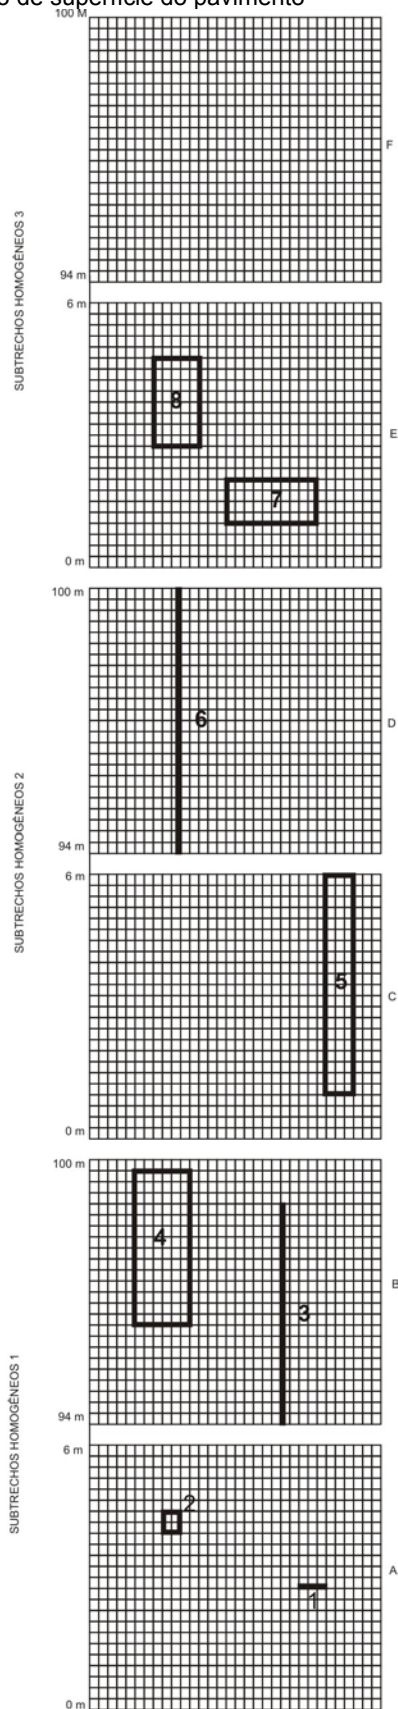 o de superfície do pavimento
100 M
F
SUBTRECHOS HOMOGÊNEOS 3
94 m
6 m
8
E
7
0 m
100 m
6
D
SUBTRECHOS HOMOGÊNEOS 2
94 m
6 m
5
C
0 m
100 m
4
B
3
SUBTRECHOS HOMOGÊNEOS 1
94 m
6 m
2
A
1
0 m